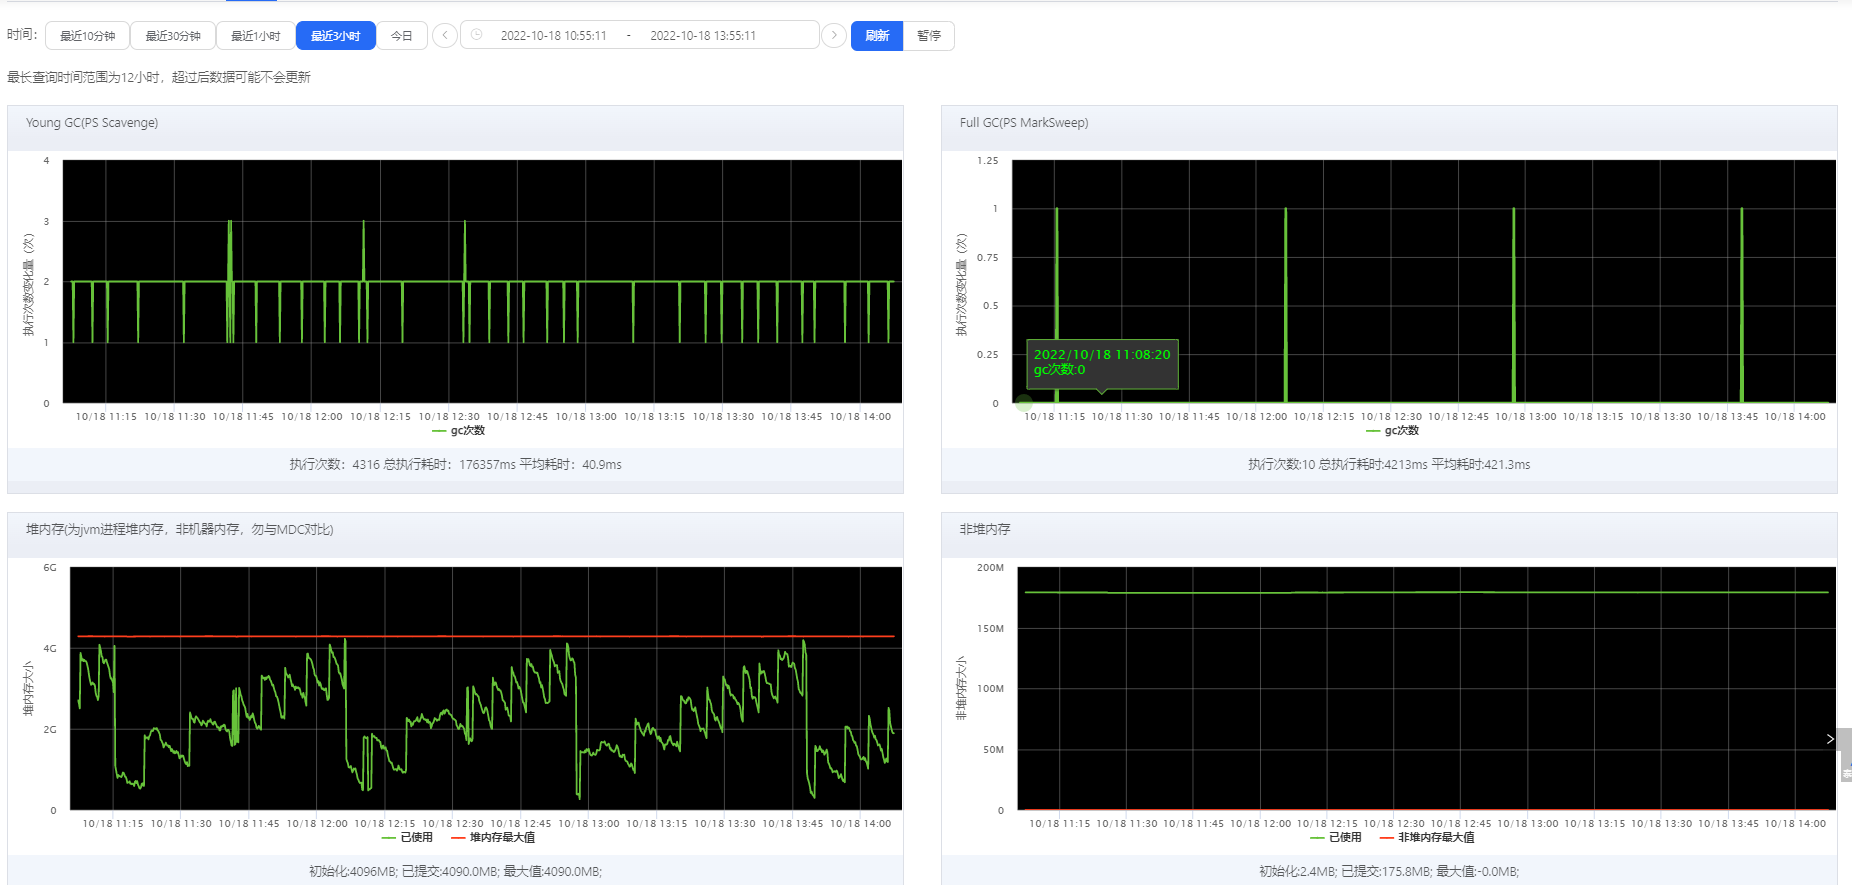 时间： 最近10分钟 最近30分钟 最近1小时 最近3小时 今日 2022-10-18 10:55:11 - 2022-10-18 13:55:11 刷新 暂停
最长查询时间范围为12小时，超过后数据可能不会更新
Young GC(PS Scavenge)
4
3
2
1
0
执行次数变化量（次）
10/18 11:15 10/18 11:30 10/18 11:45 10/18 12:00 10/18 12:15 10/18 12:30 10/18 12:45 10/18 13:00 10/18 13:15 10/18 13:30 10/18 13:45 10/18 14:00
gc次数
执行次数：4316 总执行耗时：176357ms 平均耗时：40.9ms
Full GC(PS MarkSweep)
1.25
1
0.75
0.5
0.25
0
执行次数变化量（次）
2022/10/18 11:08:20
gc次数:0
10/18 11:15 10/18 11:30 10/18 11:45 10/18 12:00 10/18 12:15 10/18 12:30 10/18 12:45 10/18 13:00 10/18 13:15 10/18 13:30 10/18 13:45 10/18 14:00
gc次数
执行次数:10 总执行耗时:4213ms 平均耗时:421.3ms
堆内存(为jvm进程堆内存，非机器内存，勿与MDC对比)
6G
4G
2G
0
堆内存大小
10/18 11:15 10/18 11:30 10/18 11:45 10/18 12:00 10/18 12:15 10/18 12:30 10/18 12:45 10/18 13:00 10/18 13:15 10/18 13:30 10/18 13:45 10/18 14:00
已使用 堆内存最大值
初始化:4096MB; 已提交:4090.0MB; 最大值:4090.0MB;
非堆内存
200M
150M
100M
50M
0
非堆内存大小
10/18 11:15 10/18 11:30 10/18 11:45 10/18 12:00 10/18 12:15 10/18 12:30 10/18 12:45 10/18 13:00 10/18 13:15 10/18 13:30 10/18 13:45 10/18 14:00
已使用 非堆内存最大值
初始化:2.4MB; 已提交:175.8MB; 最大值:-0.0MB;